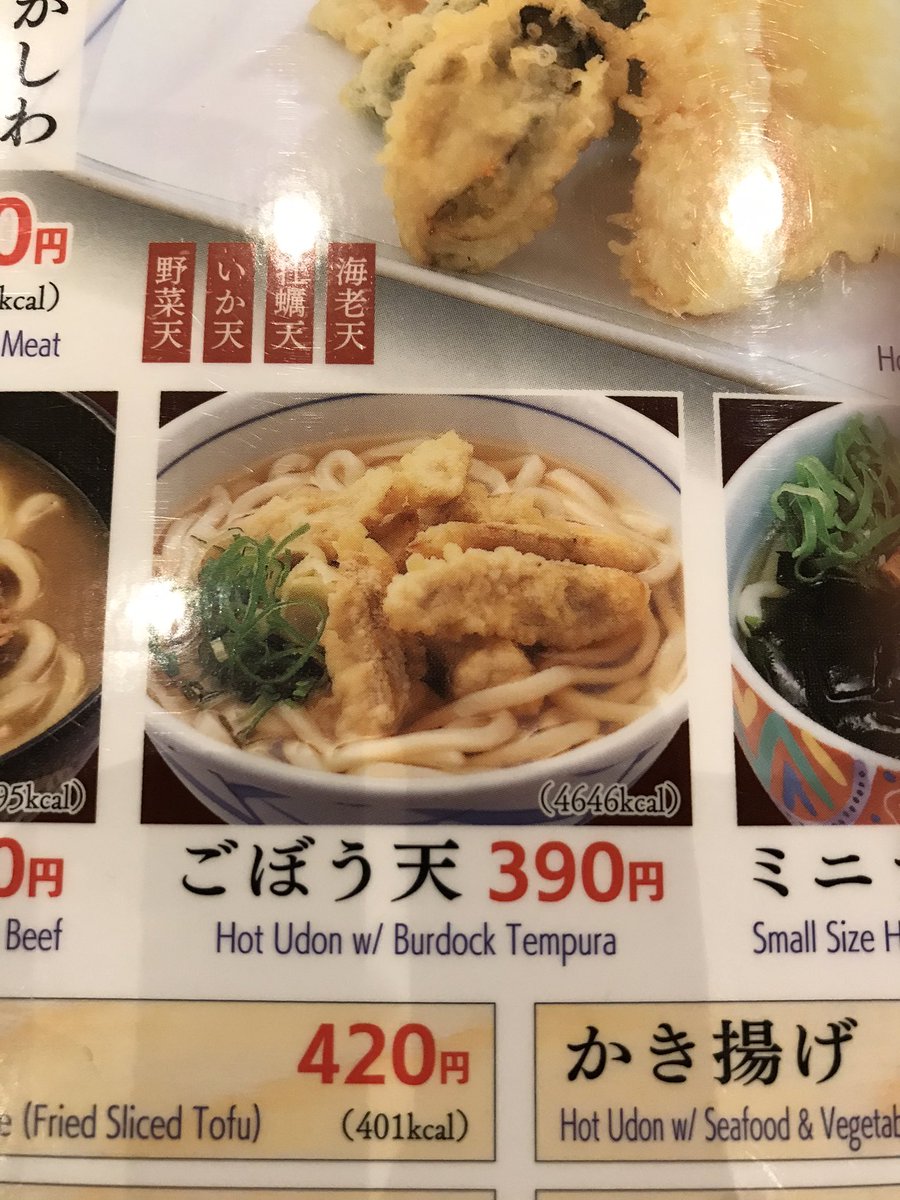 かしわ
0円
kcal)
Meat
野菜天
いか天
牡蠣天
海老天
95kcal)
(4646kcal)
0円
Beef
ごぼう天 390円
Hot Udon w/ Burdock Tempura
ミニ
Small Size H
420円
(Fried Sliced Tofu)
(401kcal)
かき揚げ
Hot Udon w/ Seafood & Vegetab